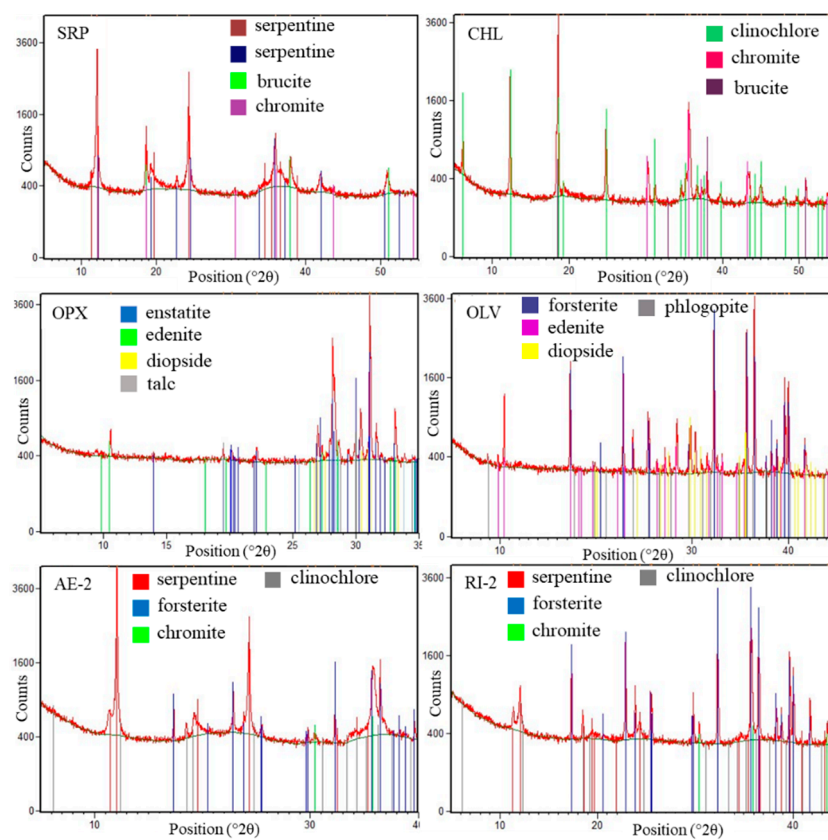 SRP
serpentine
serpentine
brucite
chromite
Counts
3600
1600
400
0
10
20
30
40
50
Position (°2θ)
CHL
clinochlore
chromite
brucite
Counts
3600
1600
400
0
20
30
40
50
Position (°2θ)
OPX
enstatite
edenite
diopside
talc
Counts
3600
1600
400
0
10
15
25
30
35
Position (°2θ)
OLV
forsterite
phlogopite
edenite
diopside
Counts
3600
1600
400
0
10
30
40
Position (°2θ)
AE-2
serpentine
clinochlore
forsterite
chromite
Counts
3600
1600
400
0
10
30
40
Position (°2θ)
RI-2
serpentine
clinochlore
forsterite
chromite
Counts
3600
1600
400
0
10
20
30
40
Position (°2θ)